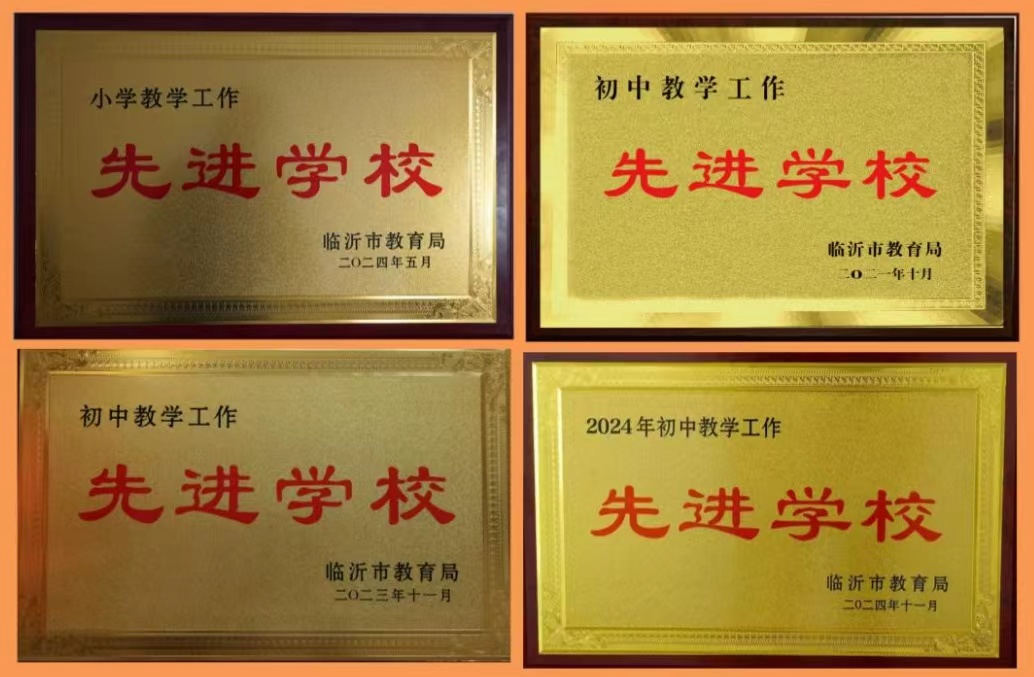 小学教学工作
先进学校
临沂市教育局
二〇二四年五月
初中教学工作
先进学校
临沂市教育局
二〇二一年十月
初中教学工作
先进学校
临沂市教育局
二〇二三年十一月
2024年初中教学工作
先进学校
临沂市教育局
二〇二四年十一月